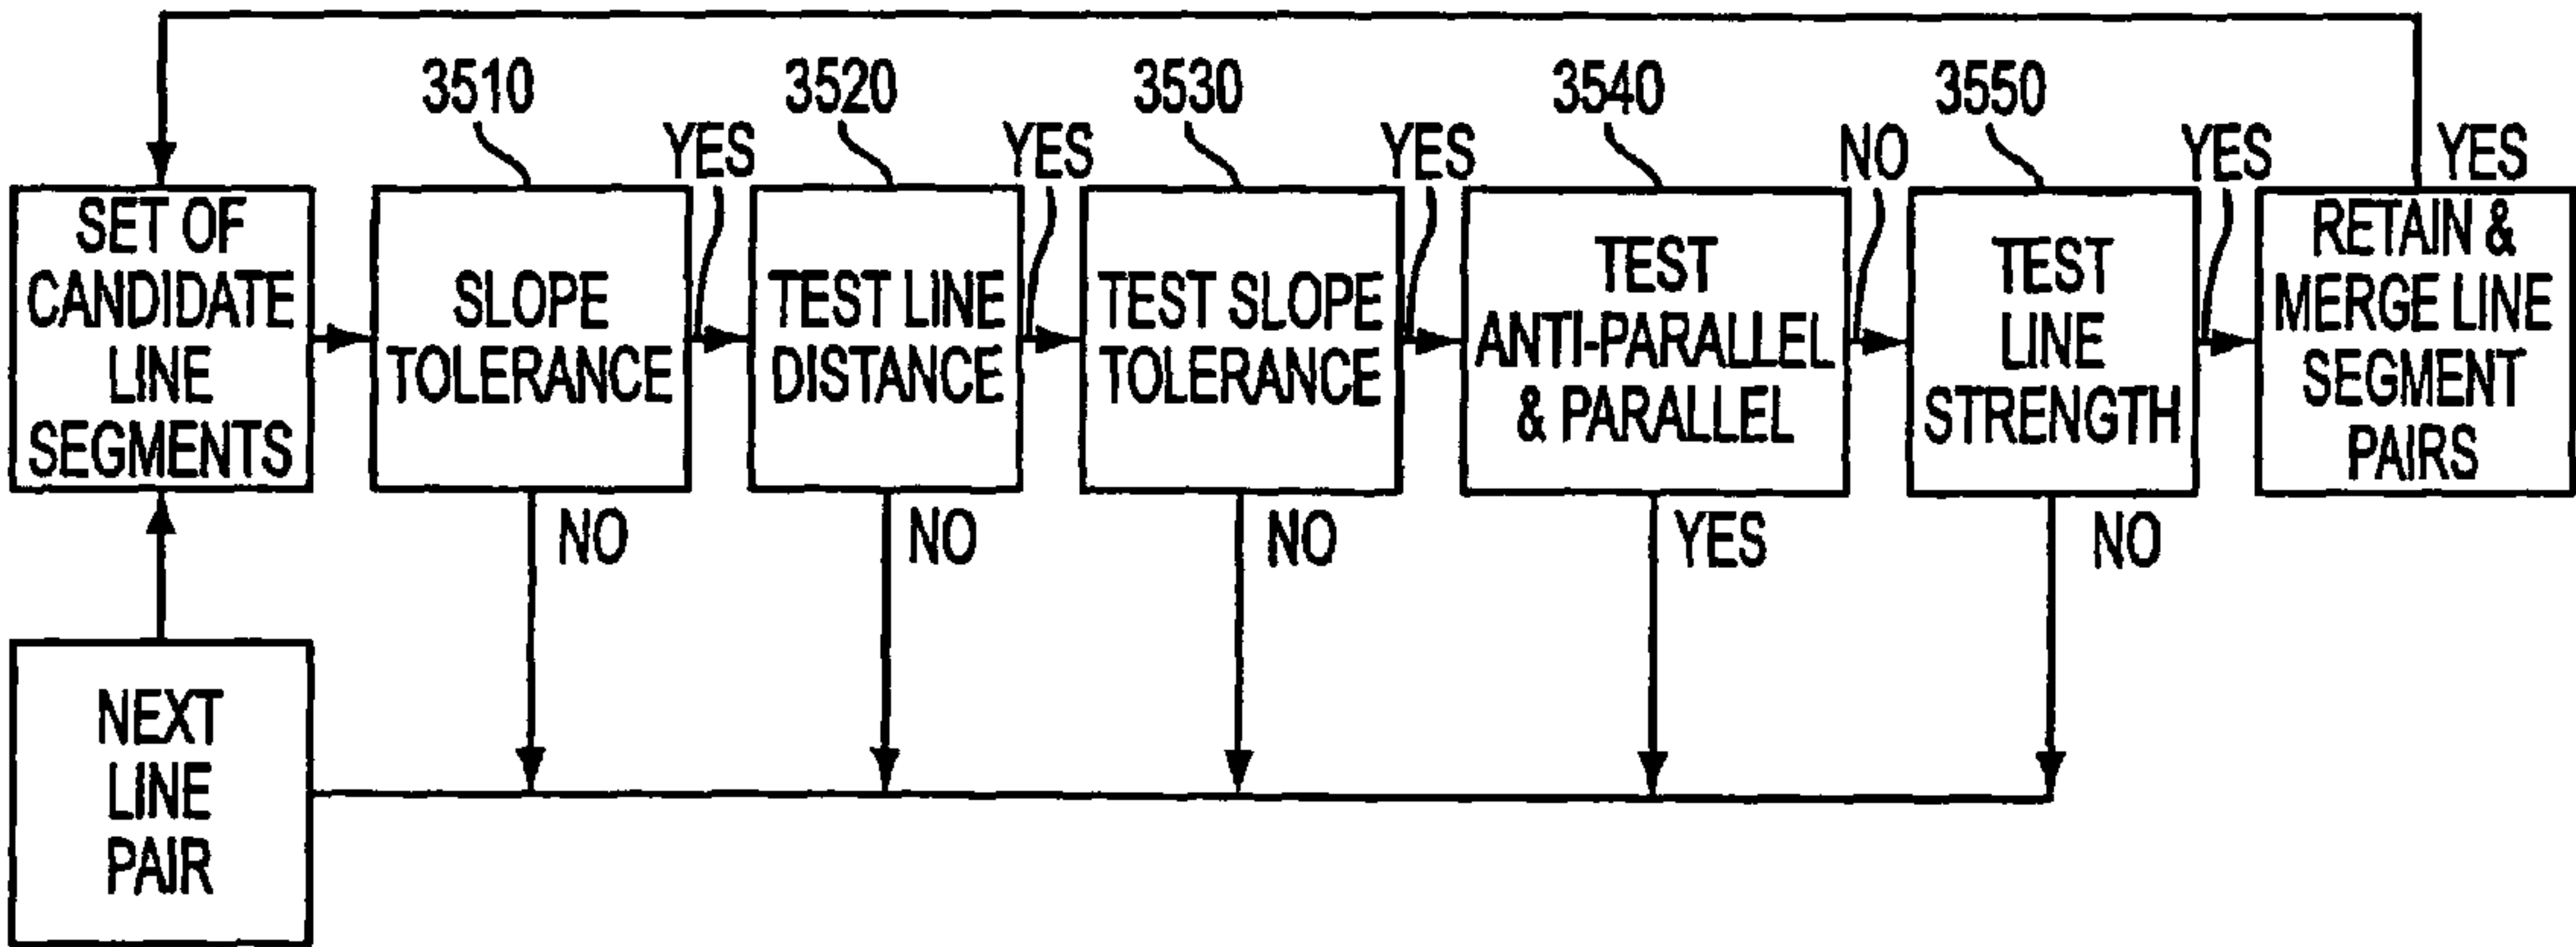 3510
3520
3530
3540
3550
YES
YES
YES
NO
YES
YES
SET OF
CANDIDATE
LINE
SEGMENTS
SLOPE
TOLERANCE
TEST LINE
DISTANCE
TEST SLOPE
TOLERANCE
TEST
ANTI-PARALLEL
& PARALLEL
TEST
LINE
STRENGTH
RETAIN &
MERGE LINE
SEGMENT
PAIRS
NO
NO
NO
YES
NO
NEXT
LINE
PAIR